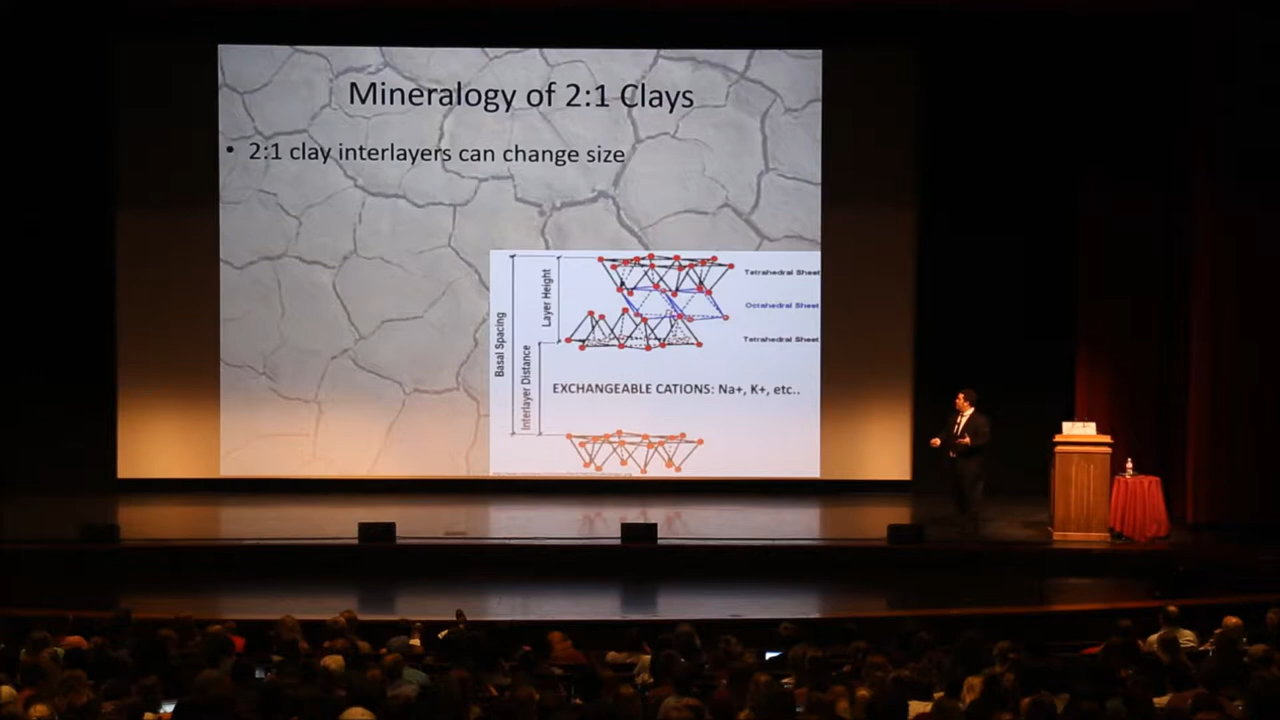 Mineralogy of 2:1 Clays
• 2:1 clay interlayers can change size
Tetrahedral Sheet
Octahedral Sheet
Tetrahedral Sheet
Layer Height
Basal Spacing
Interlayer Distance
EXCHANGEABLE CATIONS: Na+, K+, etc..